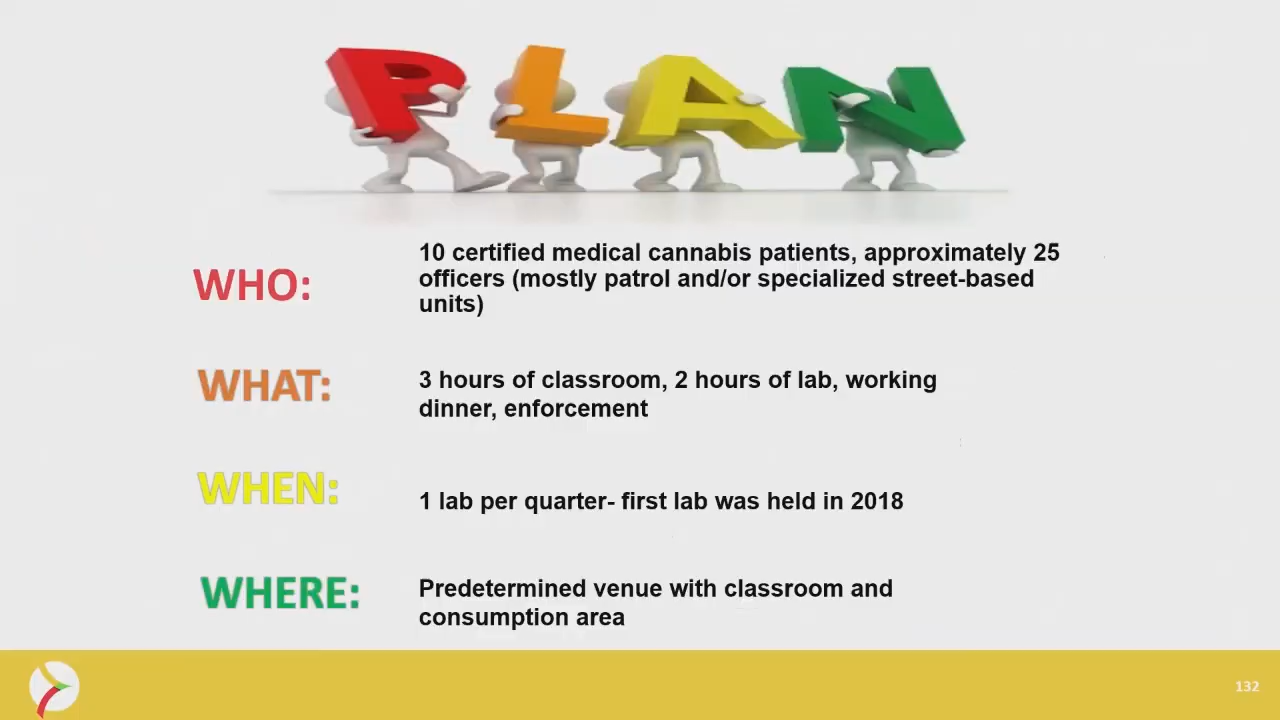 PLAN
WHO:
10 certified medical cannabis patients, approximately 25
officers (mostly patrol and/or specialized street-based
units)
WHAT:
3 hours of classroom, 2 hours of lab, working
dinner, enforcement
WHEN:
1 lab per quarter- first lab was held in 2018
WHERE:
Predetermined venue with classroom and
consumption area
132